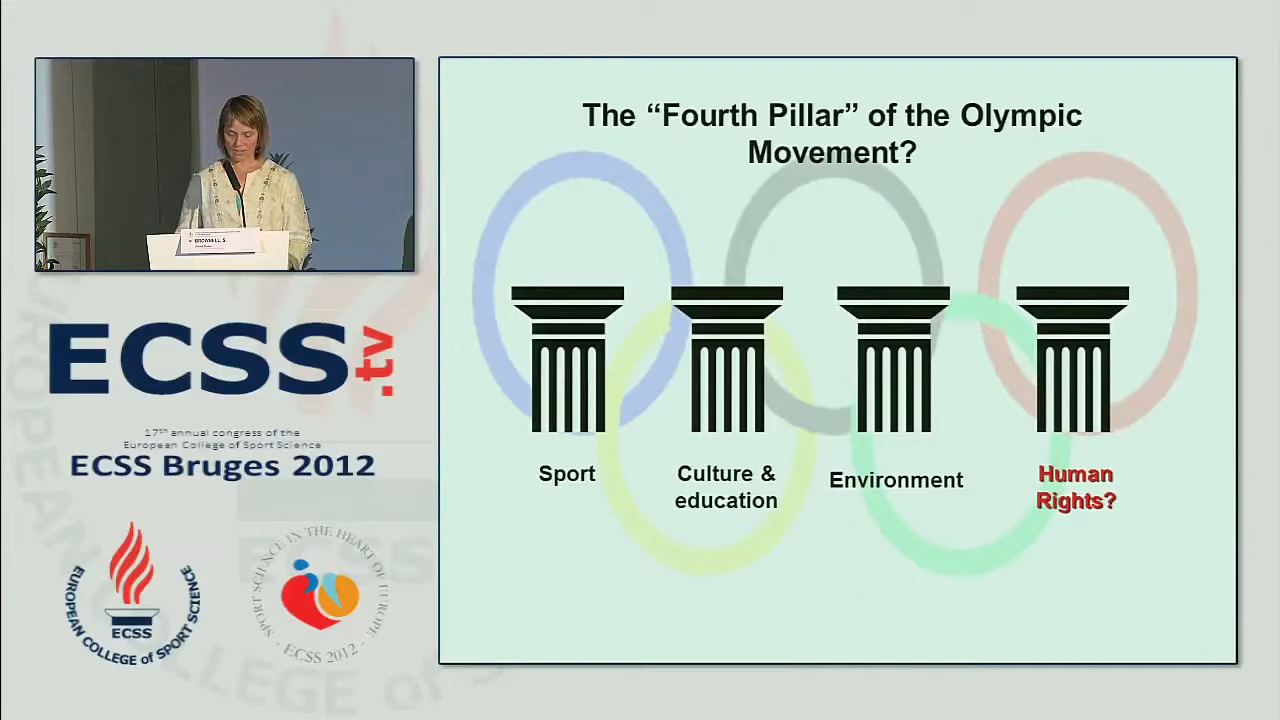 BROWNELL, S.
ECSS.tv
17th annual congress of the
European College of Sport Science
ECSS Bruges 2012
EUROPEAN COLLEGE of SPORT SCIENCE
ECSS
SPORT SCIENCE IN THE HEART OF EUROPE
- ECSS 2012 -
The “Fourth Pillar” of the Olympic
Movement?
Sport
Culture &
education
Environment
Human
Rights?